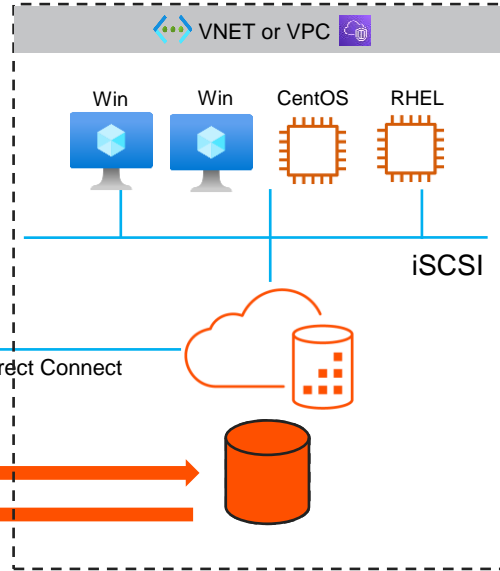 VNET or VPC
Win Win CentOS RHEL
iSCSI
rect Connect